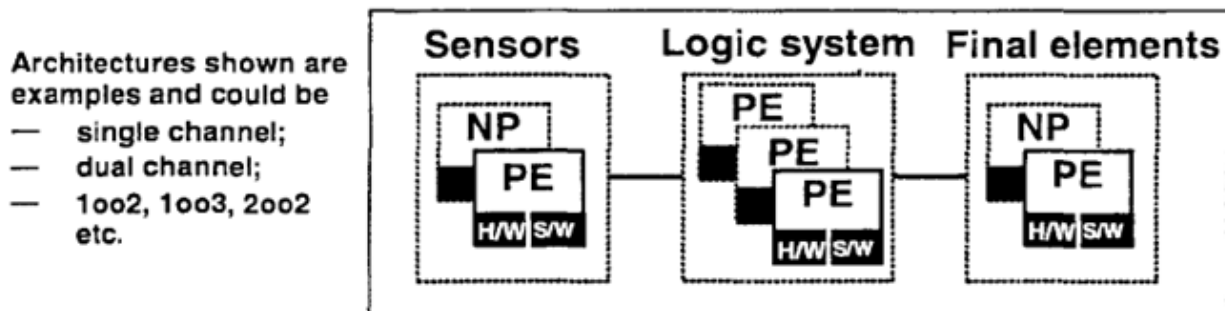 Architectures shown are
examples and could be
— single channel;
— dual channel;
— 1oo2, 1oo3, 2oo2
etc.
Sensors
Logic system
Final elements
NP
PE
H/W S/W
PE
PE
PE
H/W S/W
NP
PE
H/W S/W